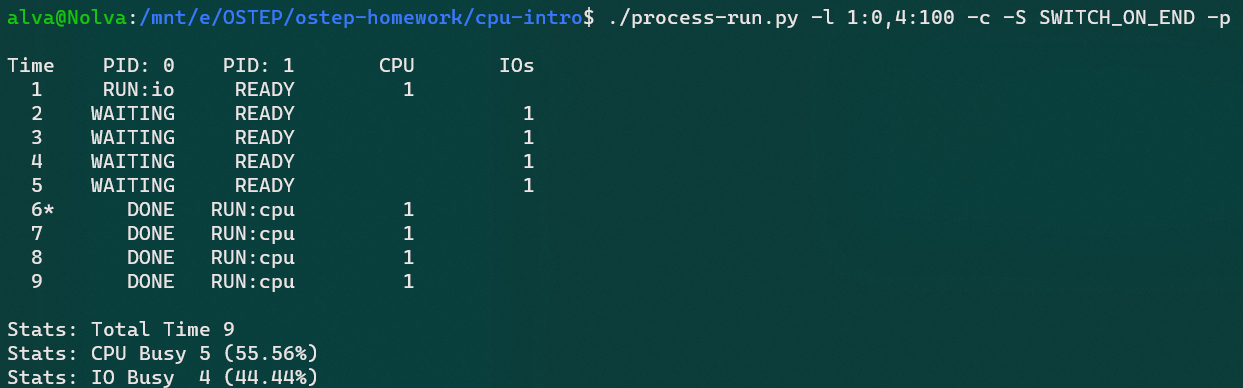 alva@Nolva:/mnt/e/OSTEP/ostep-homework/cpu-intro$ ./process-run.py -l 1:0,4:100 -c -S SWITCH_ON_END -p
Time    PID: 0    PID: 1       CPU       IOs
  1     RUN:io     READY         1
  2    WAITING     READY                   1
  3    WAITING     READY                   1
  4    WAITING     READY                   1
  5    WAITING     READY                   1
  6*      DONE   RUN:cpu         1
  7       DONE   RUN:cpu         1
  8       DONE   RUN:cpu         1
  9       DONE   RUN:cpu         1
Stats: Total Time 9
Stats: CPU Busy 5 (55.56%)
Stats: IO Busy  4 (44.44%)